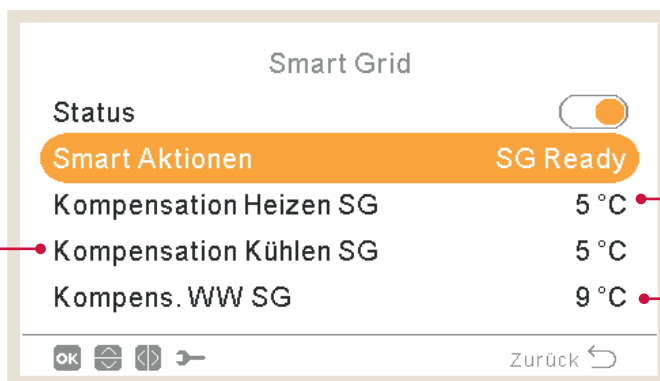 Smart Grid
Status
Smart Aktionen SG Ready
Kompensation Heizen SG 5 °C
Kompensation Kühlen SG 5 °C
Kompens. WW SG 9 °C
OK Zurück